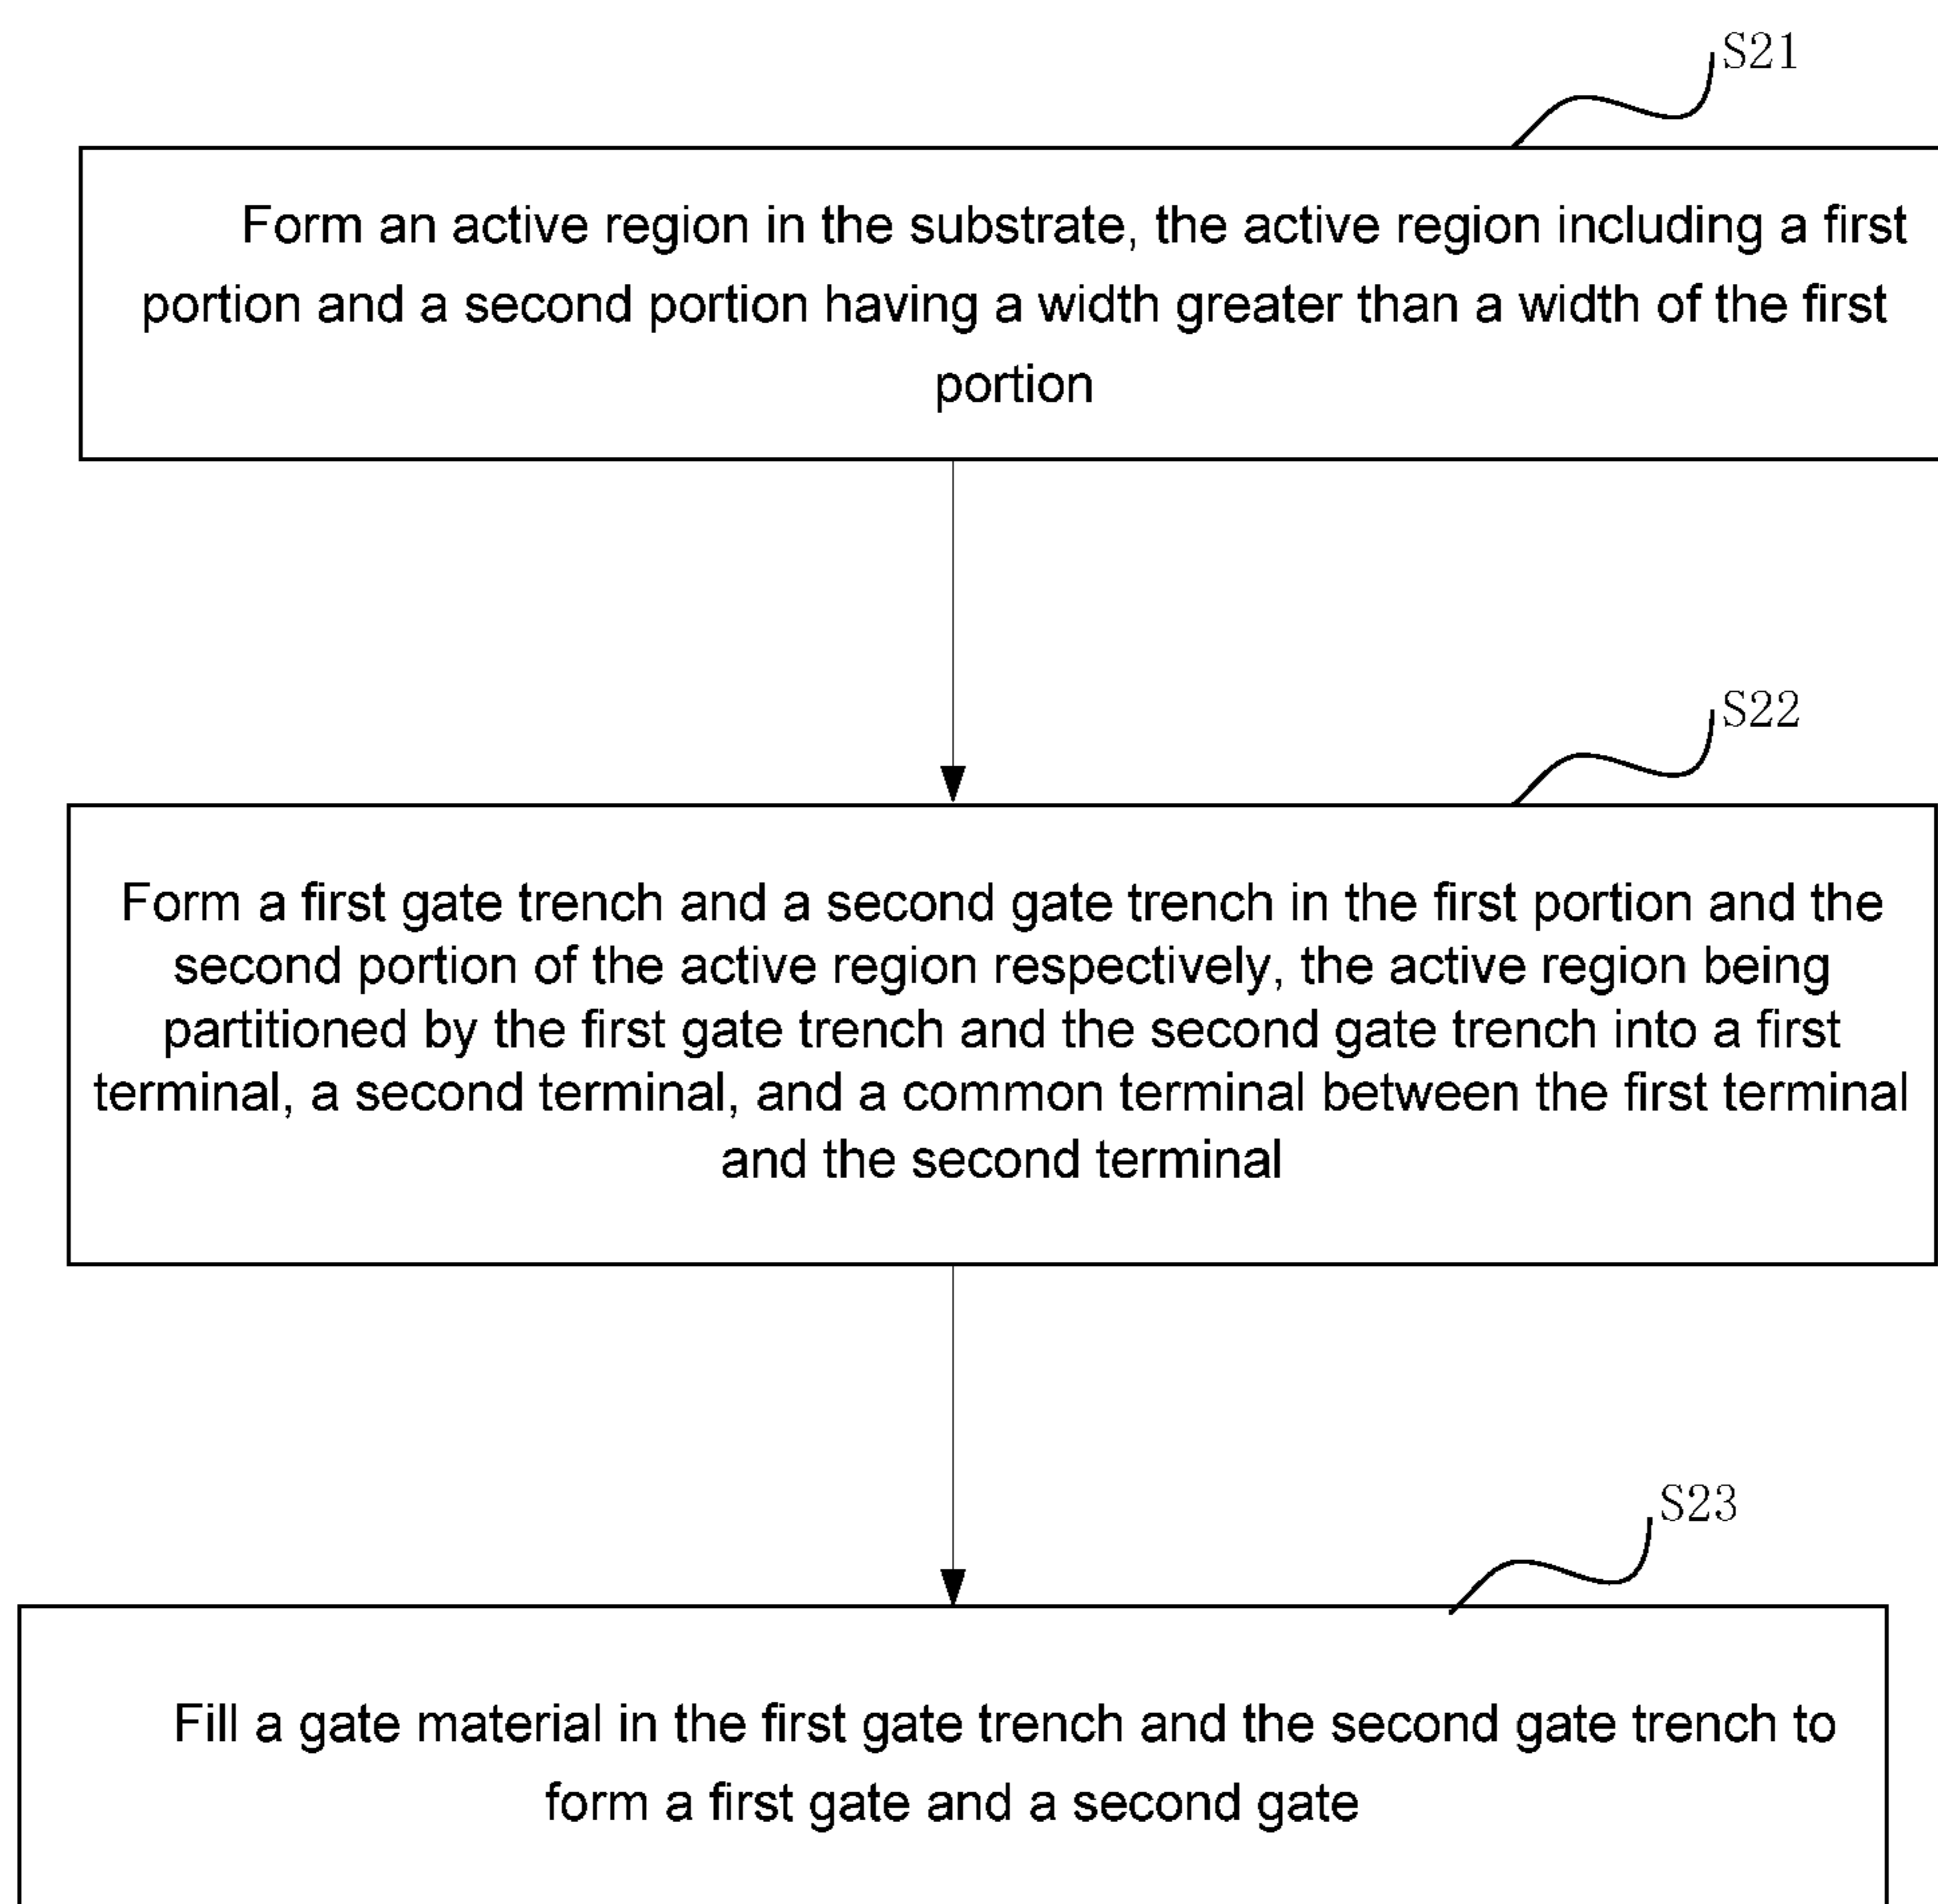 S21
Form an active region in the substrate, the active region including a first
portion and a second portion having a width greater than a width of the first
portion
S22
Form a first gate trench and a second gate trench in the first portion and the
second portion of the active region respectively, the active region being
partitioned by the first gate trench and the second gate trench into a first
terminal, a second terminal, and a common terminal between the first terminal
and the second terminal
S23
Fill a gate material in the first gate trench and the second gate trench to
form a first gate and a second gate